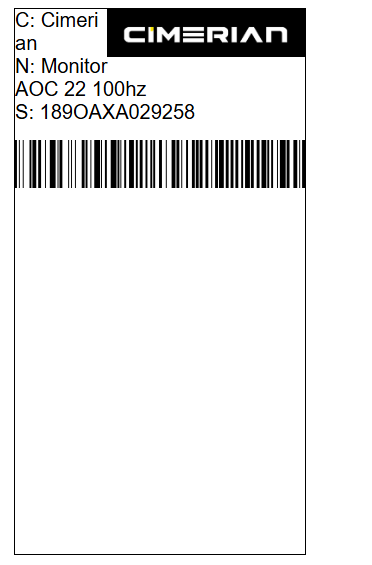 C: Cimeri
an
CIMERIAN
N: Monitor
AOC 22 100hz
S: 189OAXA029258